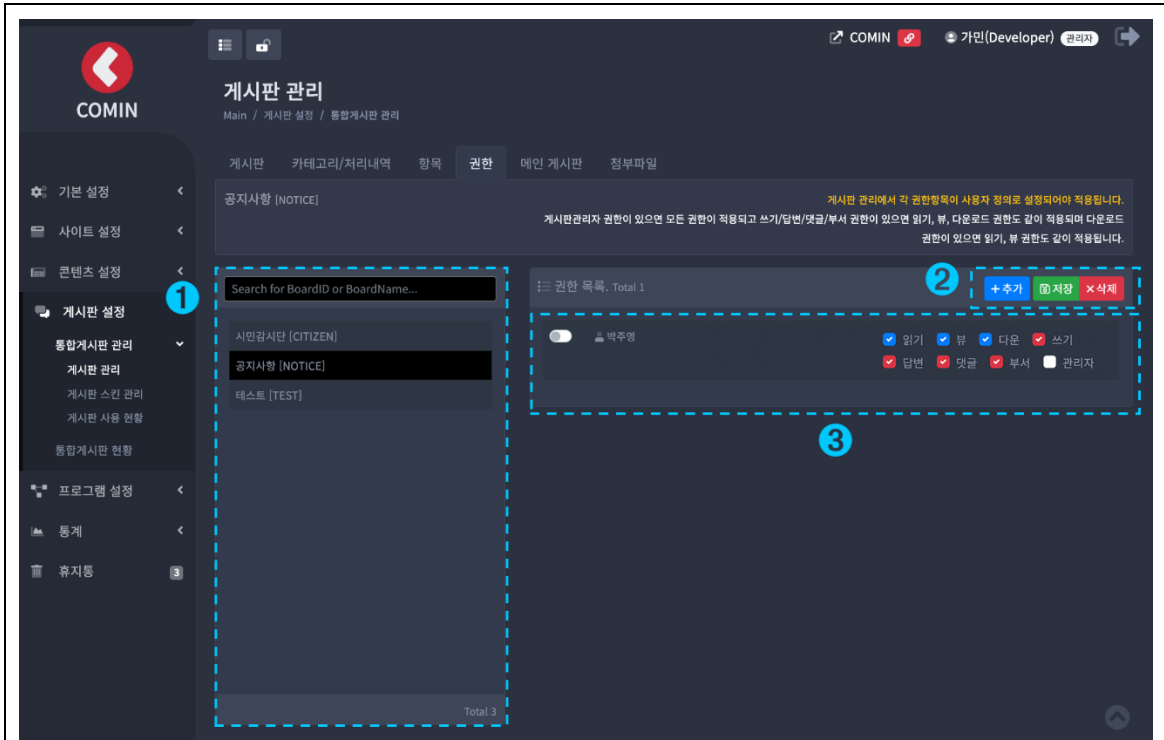 COMIN
가민(Developer) 관리자
COMIN
게시판 관리
Main / 게시판 설정 / 통합게시판 관리
게시판 카테고리/처리내역 항목 권한 메인 게시판 첨부파일
공지사항 [NOTICE]
게시판 관리에서 각 권한항목이 사용자 정의로 설정되어야 적용됩니다.
게시판관리자 권한이 있으면 모든 권한이 적용되고 쓰기/답변/댓글/부서 권한이 있으면 읽기, 뷰, 다운로드 권한도 같이 적용되며 다운로드
권한이 있으면 읽기, 뷰 권한도 같이 적용됩니다.
기본 설정
사이트 설정
콘텐츠 설정
게시판 설정
통합게시판 관리
게시판 관리
게시판 스킨 관리
게시판 사용 현황
통합게시판 현황
프로그램 설정
통계
휴지통 3
1
Search for BoardID or BoardName...
시민감시단 [CITIZEN]
공지사항 [NOTICE]
테스트 [TEST]
Total 3
권한 목록. Total 1
2
+추가 저장 ×삭제
박주영
읽기 뷰 다운 쓰기
답변 댓글 부서 관리자
3